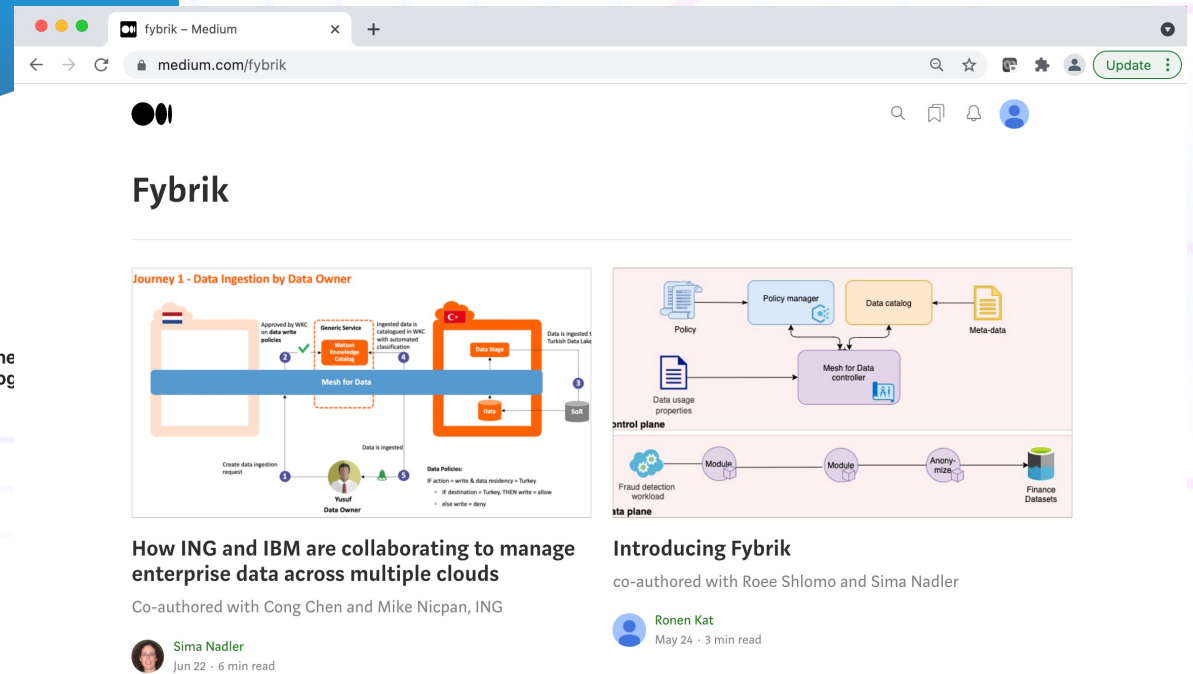 fybrik – Medium
medium.com/fybrik
Update
Fybrik
Journey 1 - Data Ingestion by Data Owner
Approved by WKC
on data write
policies
Generic Service
Watson
Knowledge
Catalog
Ingested data is
catalogued in WKC
with automated
classification
2
4
Data Stage
Data is ingested t
Turkish Data Lake
Mesh for Data
3
Data
SoR
Data is ingested
Create data ingestion
request
1
5
Yusuf
Data Owner
Data Policies:
IF action = write & data residency = Turkey
IF destination = Turkey, THEN write = allow
else write = deny
Policy
Policy manager
Data catalog
Meta-data
Data usage
properties
Mesh for Data
controller
ontrol plane
Fraud detection
workload
Module
Module
Anony-
mize
Finance
Datasets
ata plane
How ING and IBM are collaborating to manage
enterprise data across multiple clouds
Co-authored with Cong Chen and Mike Nicpan, ING
Sima Nadler
Jun 22 · 6 min read
Introducing Fybrik
co-authored with Roee Shlomo and Sima Nadler
Ronen Kat
May 24 · 3 min read